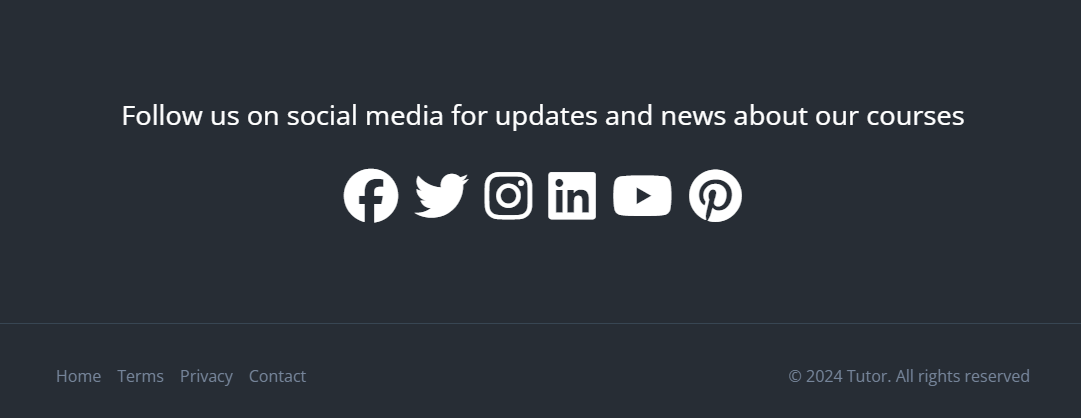 Follow us on social media for updates and news about our courses
in
Home Terms Privacy Contact
© 2024 Tutor. All rights reserved